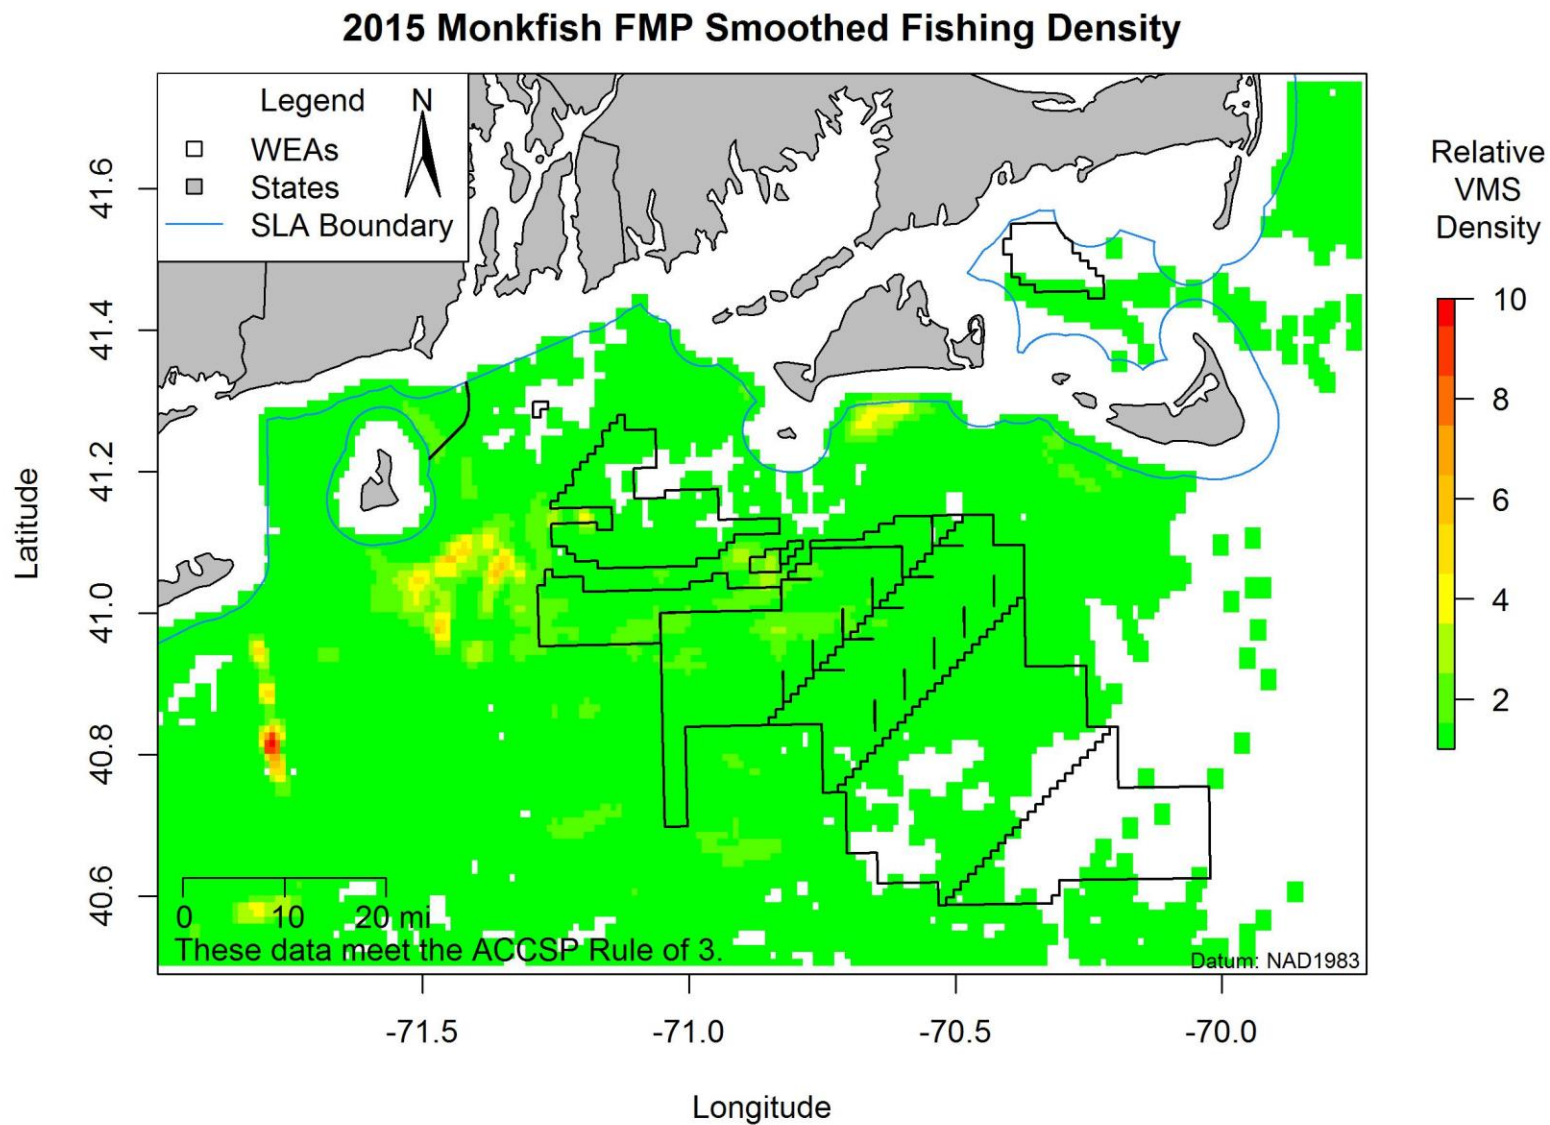 2015 Monkfish FMP Smoothed Fishing Density
Legend
N
WEAs
States
SLA Boundary
Relative
VMS
Density
10
8
6
4
2
41.6
41.4
41.2
41.0
40.8
40.6
Latitude
0 10 20 mi
These data meet the ACCSP Rule of 3.
Datum: NAD1983
-71.5 -71.0 -70.5 -70.0
Longitude